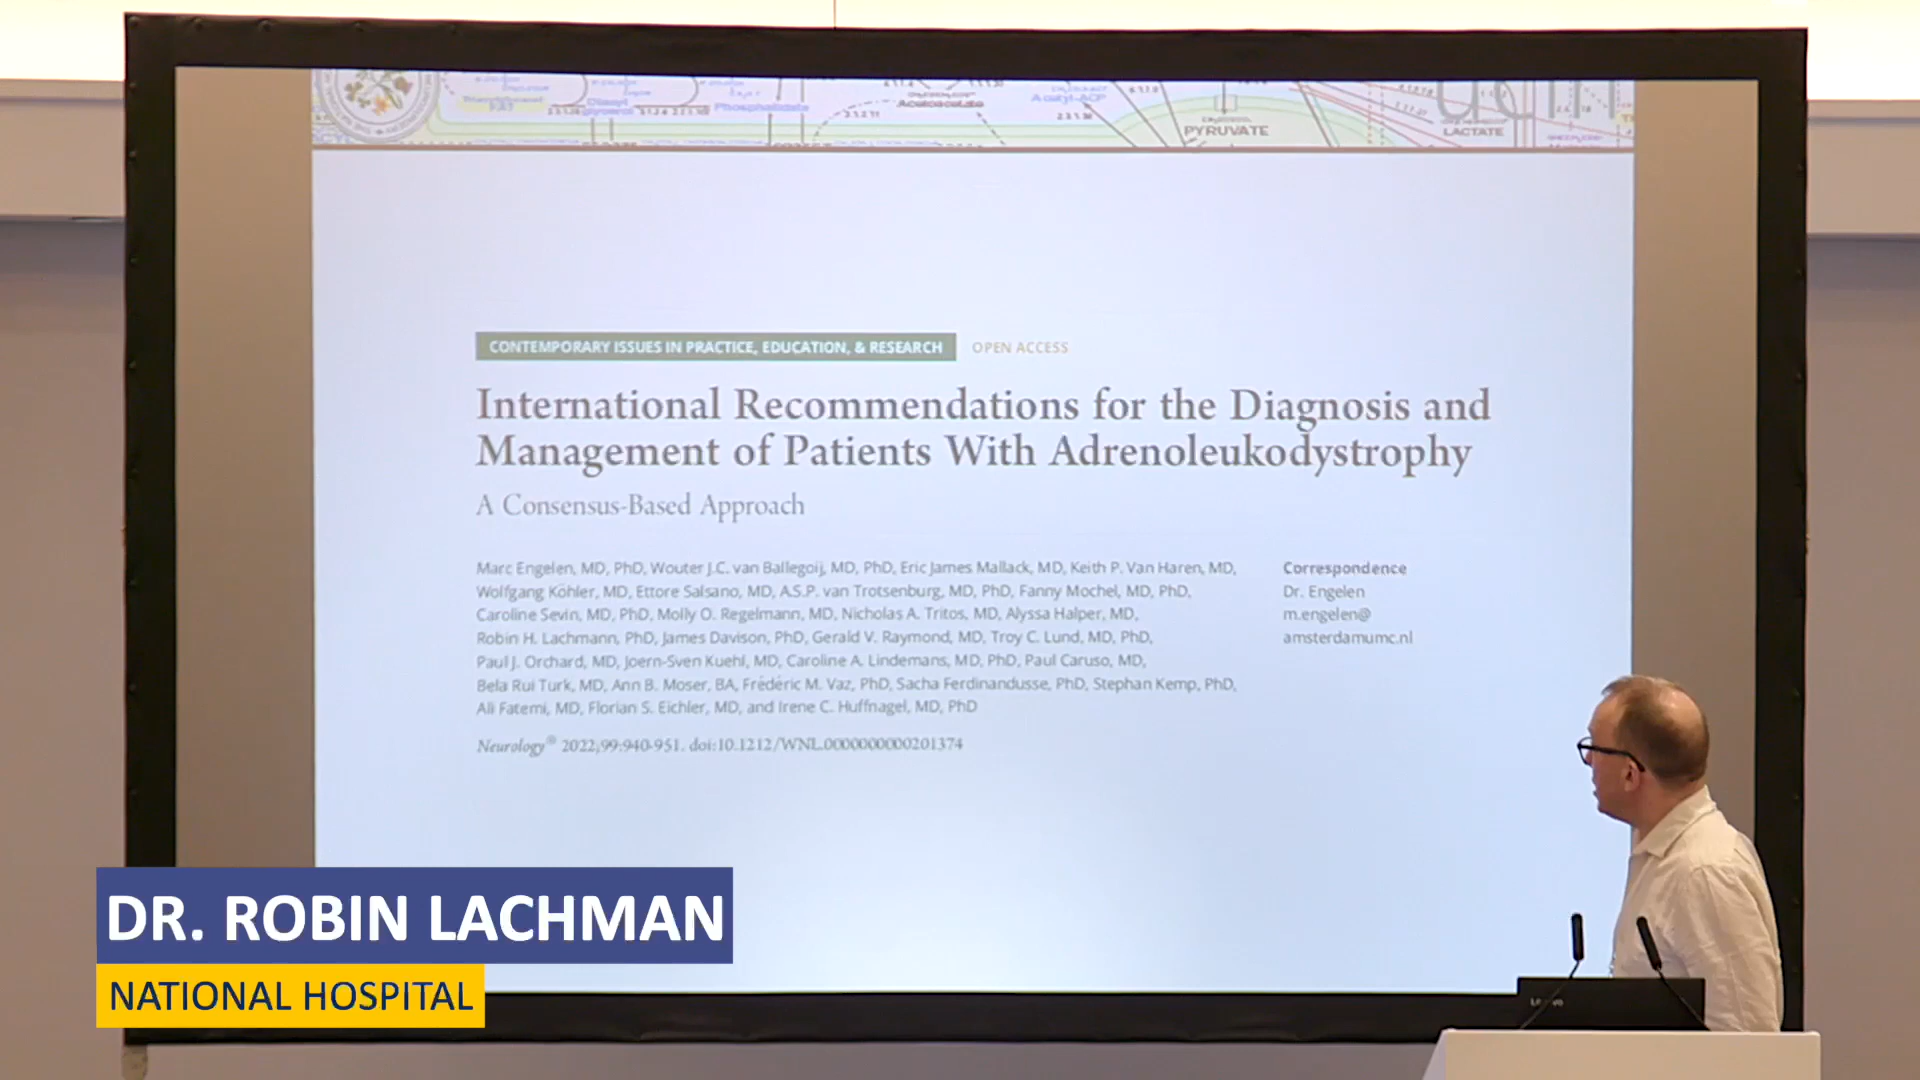 PYRUVATE
LACTATE
CONTEMPORARY ISSUES IN PRACTICE, EDUCATION, & RESEARCH OPEN ACCESS
International Recommendations for the Diagnosis and
Management of Patients With Adrenoleukodystrophy
A Consensus-Based Approach
Marc Engelen, MD, PhD, Wouter J.C. van Ballegoij, MD, PhD, Eric James Mallack, MD, Keith P. Van Haren, MD,
Wolfgang Köhler, MD, Ettore Salsano, MD, A.S.P. van Trotsenburg, MD, PhD, Fanny Mochel, MD, PhD,
Caroline Sevin, MD, PhD, Molly O. Regelmann, MD, Nicholas A. Tritos, MD, Alyssa Halper, MD,
Robin H. Lachmann, PhD, James Davison, PhD, Gerald V. Raymond, MD, Troy C. Lund, MD, PhD,
Paul J. Orchard, MD, Joern-Sven Kuehl, MD, Caroline A. Lindemans, MD, PhD, Paul Caruso, MD,
Bela Rui Turk, MD, Ann B. Moser, BA, Frédéric M. Vaz, PhD, Sacha Ferdinandusse, PhD, Stephan Kemp, PhD,
Ali Fatemi, MD, Florian S. Eichler, MD, and Irene C. Huffnagel, MD, PhD
Correspondence
Dr. Engelen
m.engelen@
amsterdamumc.nl
Neurology® 2022;99:940-951. doi:10.1212/WNL.0000000000201374
DR. ROBIN LACHMAN
NATIONAL HOSPITAL